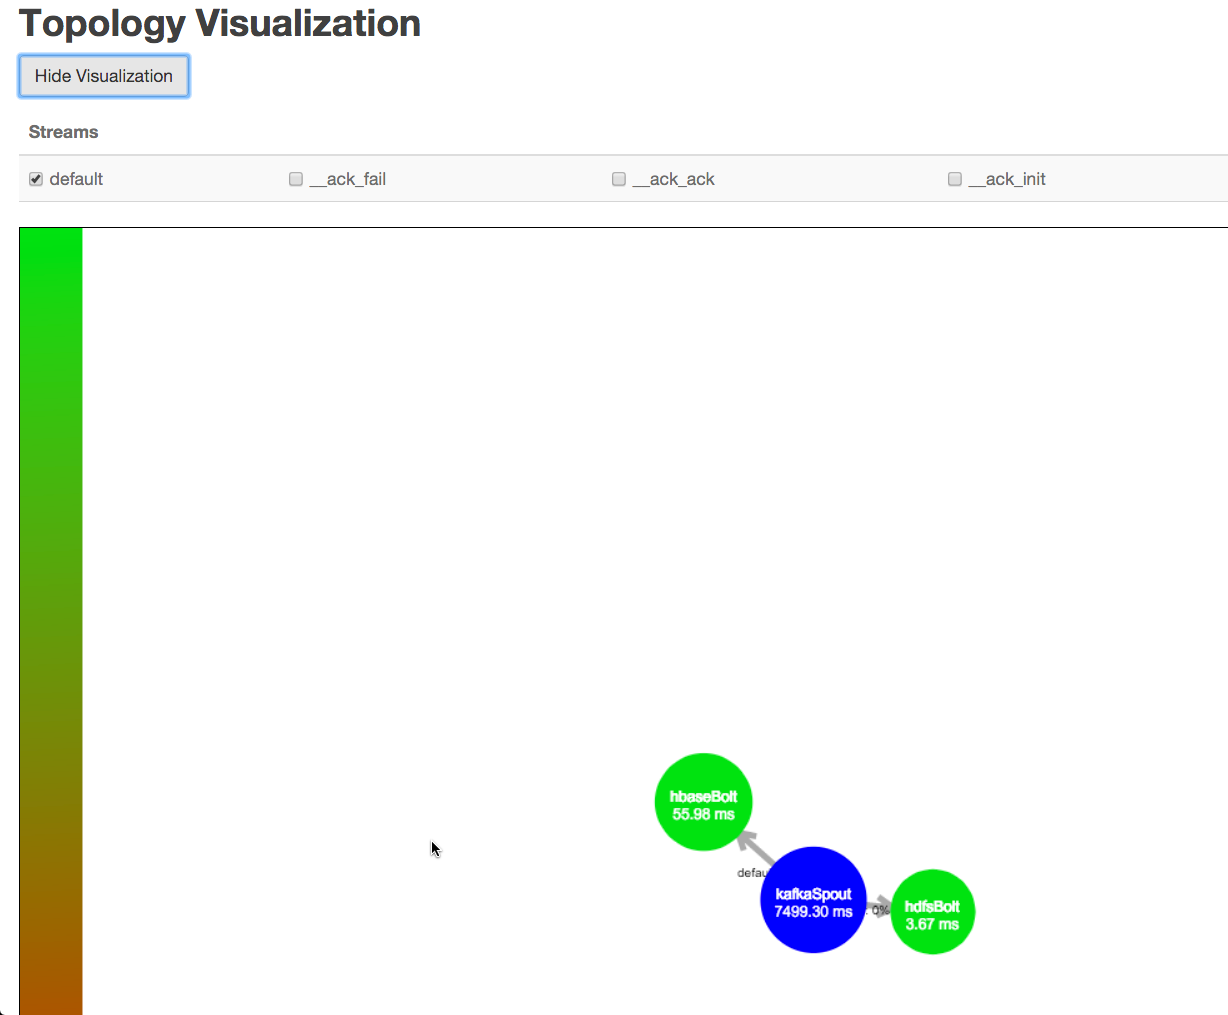 Topology Visualization
Hide Visualization
Streams
default
__ack_fail
__ack_ack
__ack_init
hbaseBolt
55.98 ms
defau
kafkaSpout
7499.30 ms
0%
hdfsBolt
3.67 ms